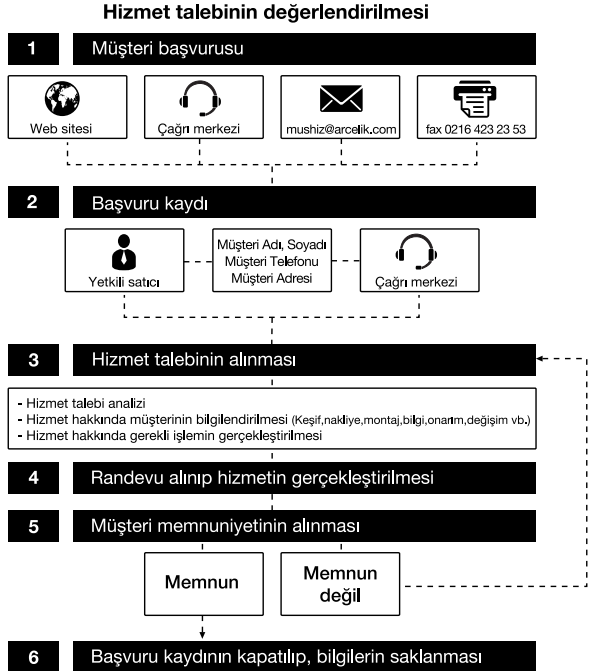 Hizmet talebinin değerlendirilmesi
1 Müşteri başvurusu
Web sitesi
Çağrı merkezi
mushiz@arcelik.com
fax 0216 423 23 53
2 Başvuru kaydı
Yetkili satıcı
Müşteri Adı, Soyadı
Müşteri Telefonu
Müşteri Adresi
Çağrı merkezi
3 Hizmet talebinin alınması
- Hizmet talebi analizi
- Hizmet hakkında müşterinin bilgilendirilmesi (Keşif,nakliye,montaj,bilgi,onarım,değişim vb.)
- Hizmet hakkında gerekli işlemin gerçekleştirilmesi
4 Randevu alınıp hizmetin gerçekleştirilmesi
5 Müşteri memnuniyetinin alınması
Memnun
Memnun
değil
6 Başvuru kaydının kapatılıp, bilgilerin saklanması